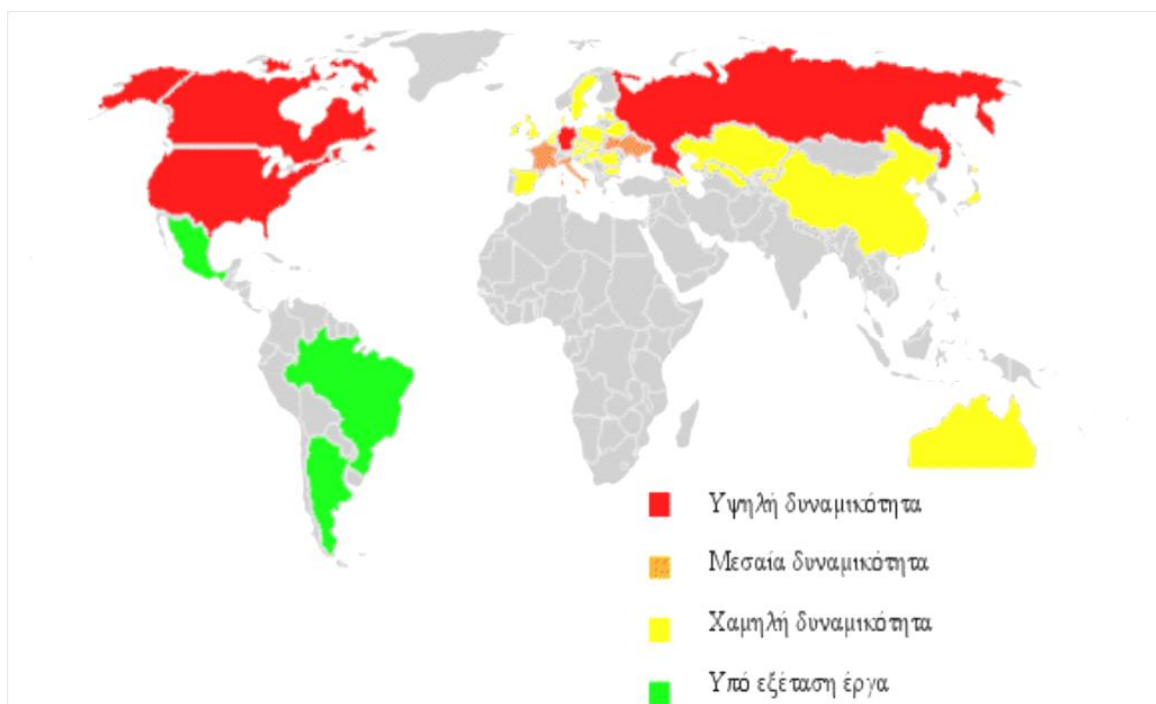 Υψηλή δυναμικότητα
Μεσαία δυναμικότητα
Χαμηλή δυναμικότητα
Υπό εξέταση έργα